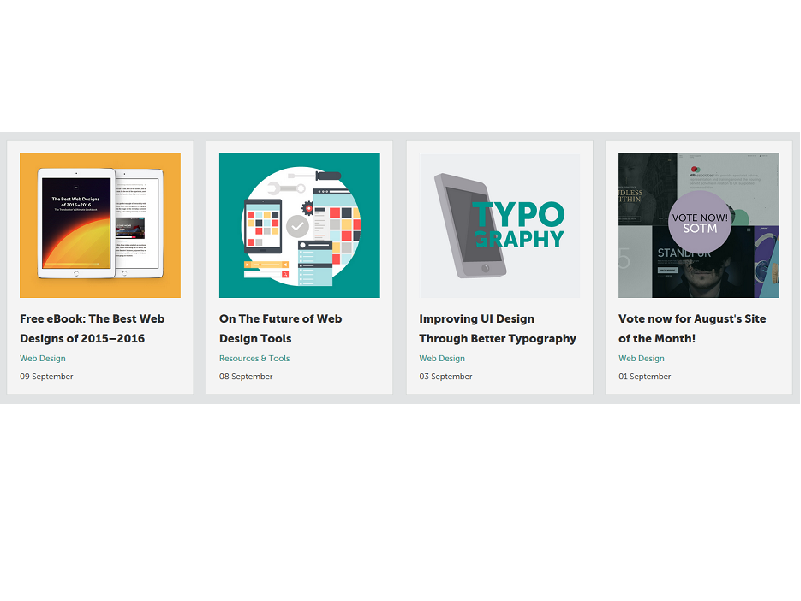 The Best Web Designs
of 2015–2016
TYPO
GRAPHY
VOTE NOW!
SOTM
Free eBook: The Best Web
Designs of 2015–2016
Web Design
09 September
On The Future of Web
Design Tools
Resources & Tools
08 September
Improving UI Design
Through Better Typography
Web Design
03 September
Vote now for August's Site
of the Month!
Web Design
01 September